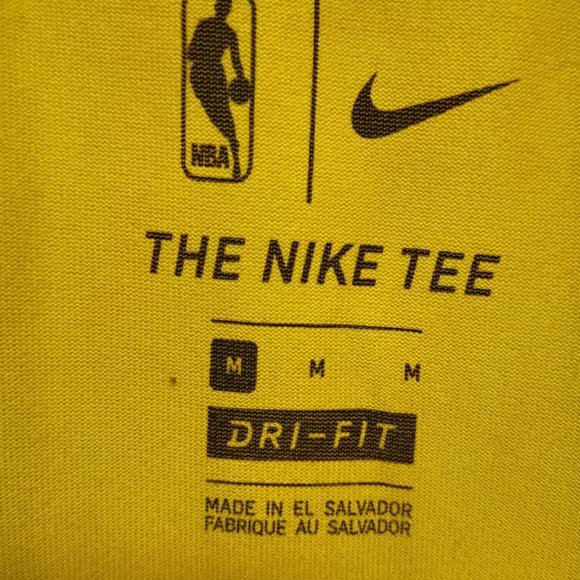 NBA
THE NIKE TEE
M M M
DRI-FIT
MADE IN EL SALVADOR
FABRIQUE AU SALVADOR